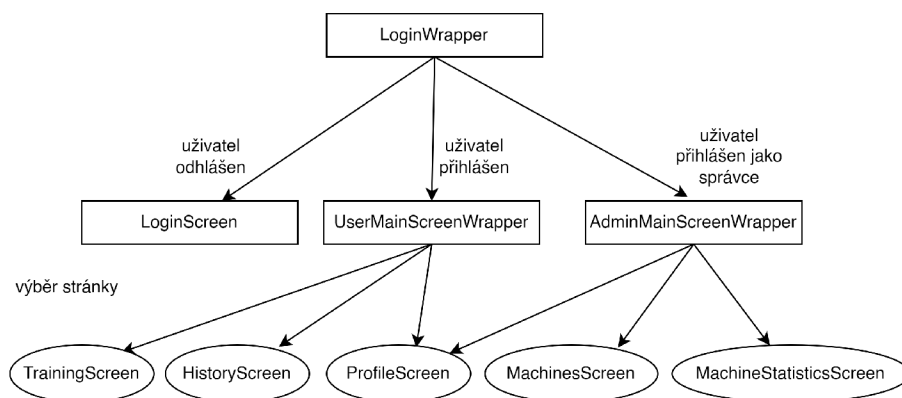 LoginWrapper
uživatel
odhlášen
uživatel
přihlášen
uživatel
přihlášen jako
správce
LoginScreen
UserMainScreenWrapper
AdminMainScreenWrapper
výběr stránky
TrainingScreen
HistoryScreen
ProfileScreen
MachinesScreen
MachineStatisticsScreen